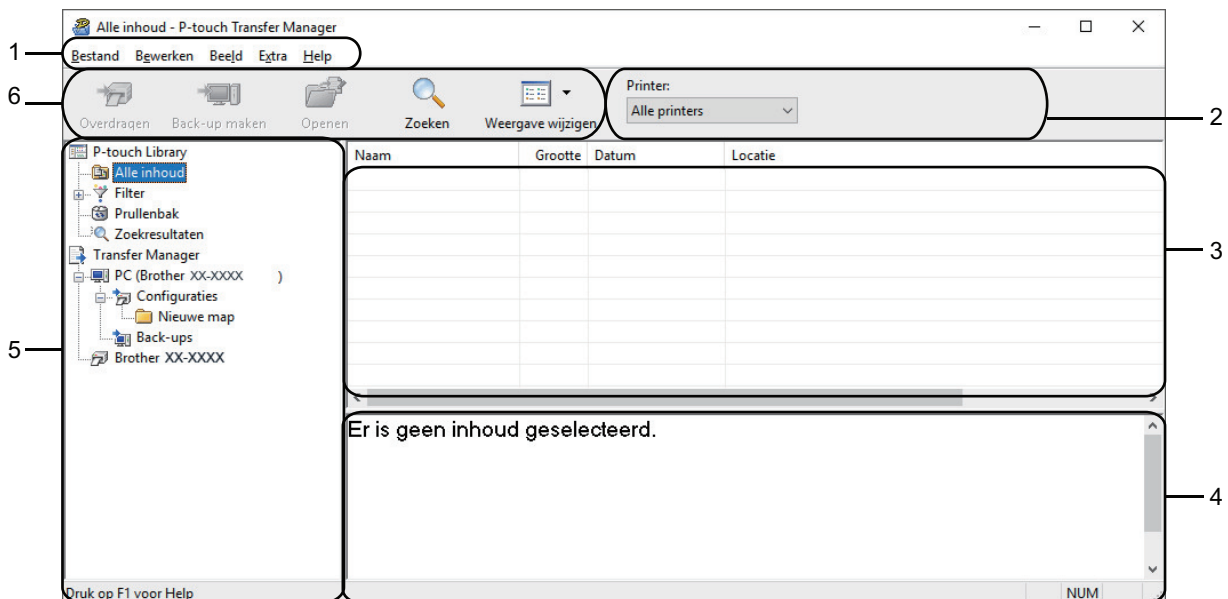 Alle inhoud - P-touch Transfer Manager
1
Bestand Bewerken Beeld Extra Help
6
Overdragen Back-up maken Openen Zoeken Weergave wijzigen
Printer:
Alle printers
2
P-touch Library
Alle inhoud
Filter
Prullenbak
Zoekresultaten
Transfer Manager
PC (Brother XX-XXXX )
Configuraties
Nieuwe map
Back-ups
Brother XX-XXXX
5
Naam Grootte Datum Locatie
3
Er is geen inhoud geselecteerd.
4
Druk op F1 voor Help
NUM